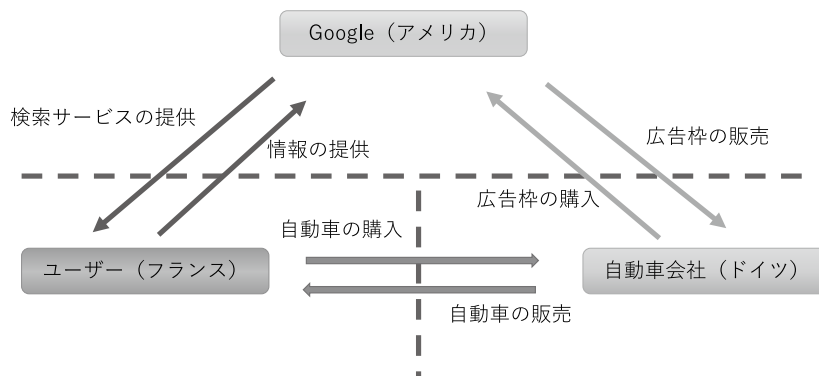 Google（アメリカ）
検索サービスの提供
広告枠の販売
情報の提供
広告枠の購入
自動車の購入
ユーザー（フランス）
自動車会社（ドイツ）
自動車の販売